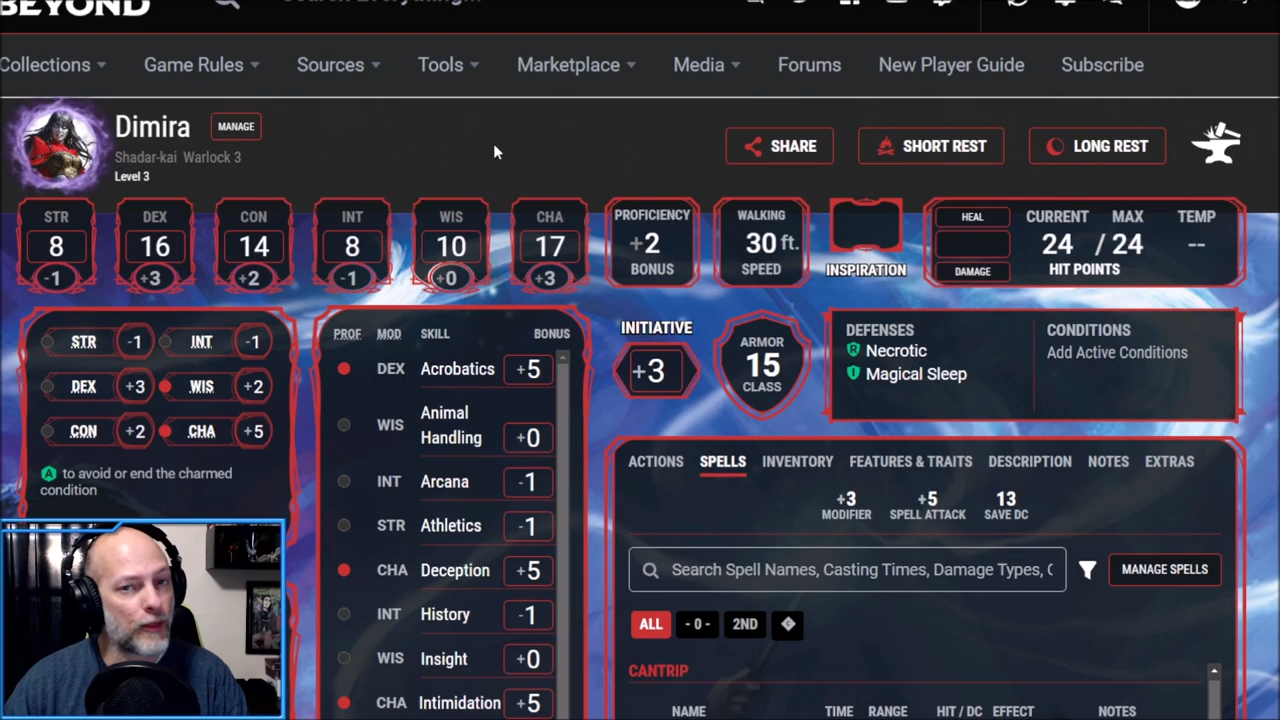 BEYOND
Collections Game Rules Sources Tools Marketplace Media Forums New Player Guide Subscribe
Dimira MANAGE
Shadar-kai Warlock 3
Level 3
SHARE SHORT REST LONG REST
STR DEX CON INT WIS CHA
8 16 14 8 10 17
-1 +3 +2 -1 +0 +3
PROFICIENCY
+2
BONUS
WALKING
30 ft.
SPEED
INSPIRATION
HEAL CURRENT MAX TEMP
24 / 24 --
DAMAGE HIT POINTS
STR -1 INT -1
DEX +3 WIS +2
CON +2 CHA +5
A to avoid or end the charmed
condition
PROF MOD SKILL BONUS
DEX Acrobatics +5
WIS Animal
Handling +0
INT Arcana -1
STR Athletics -1
CHA Deception +5
INT History -1
WIS Insight +0
CHA Intimidation +5
INITIATIVE
+3
ARMOR
15
CLASS
DEFENSES
R Necrotic
I Magical Sleep
CONDITIONS
Add Active Conditions
ACTIONS SPELLS INVENTORY FEATURES & TRAITS DESCRIPTION NOTES EXTRAS
+3 +5 13
MODIFIER SPELL ATTACK SAVE DC
Search Spell Names, Casting Times, Damage Types, C
MANAGE SPELLS
ALL - 0 - 2ND
CANTRIP
NAME TIME RANGE HIT / DC EFFECT NOTES